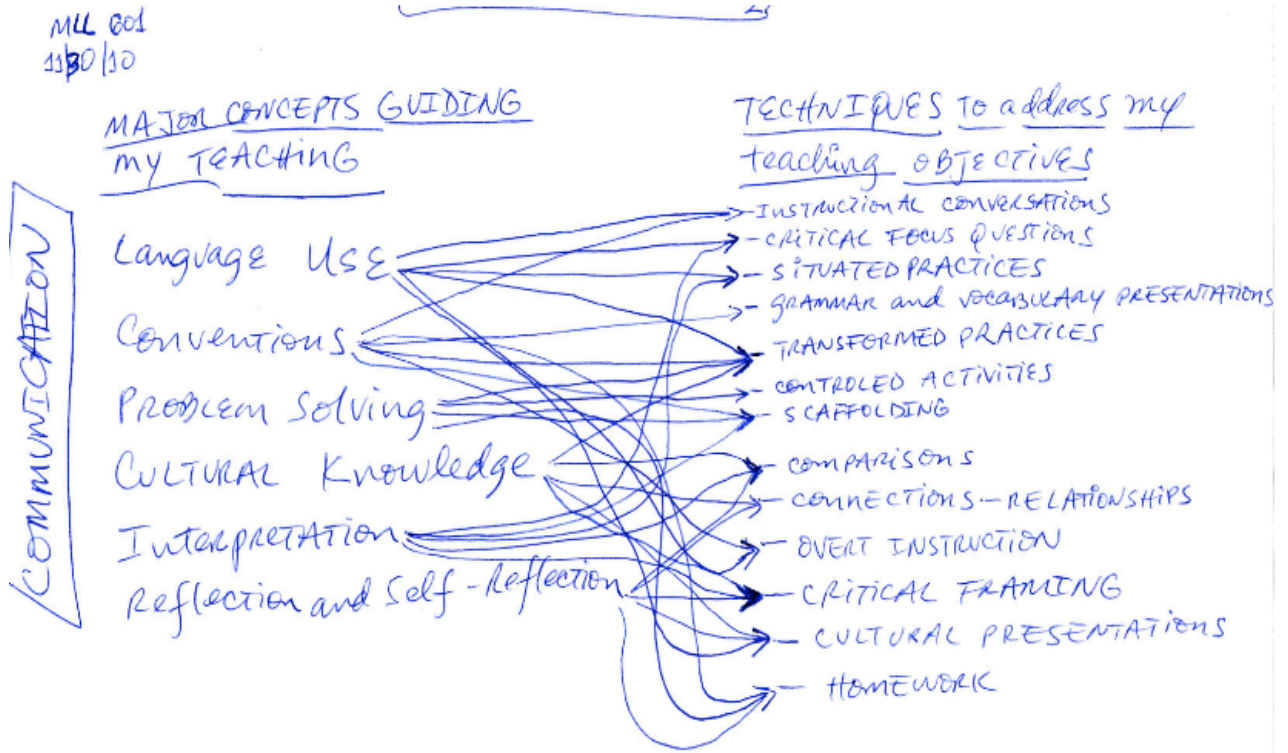 MLL 601
11/30/10
MAJOR CONCEPTS GUIDING
MY TEACHING
COMMUNICATION
Language Use
Conventions
Problem Solving
Cultural Knowledge
Interpretation
Reflection and Self-Reflection
TECHNIQUES To address my
teaching OBJECTIVES
- INSTRUCTIONAL CONVERSATIONS
- CRITICAL FOCUS QUESTIONS
- SITUATED PRACTICES
- GRAMMAR and VOCABULARY PRESENTATIONS
- TRANSFORMED PRACTICES
- CONTROLED ACTIVITIES
- SCAFFOLDING
- COMPARISONS
- CONNECTIONS - RELATIONSHIPS
- OVERT INSTRUCTION
- CRITICAL FRAMING
- CULTURAL PRESENTATIONS
- HOMEWORK